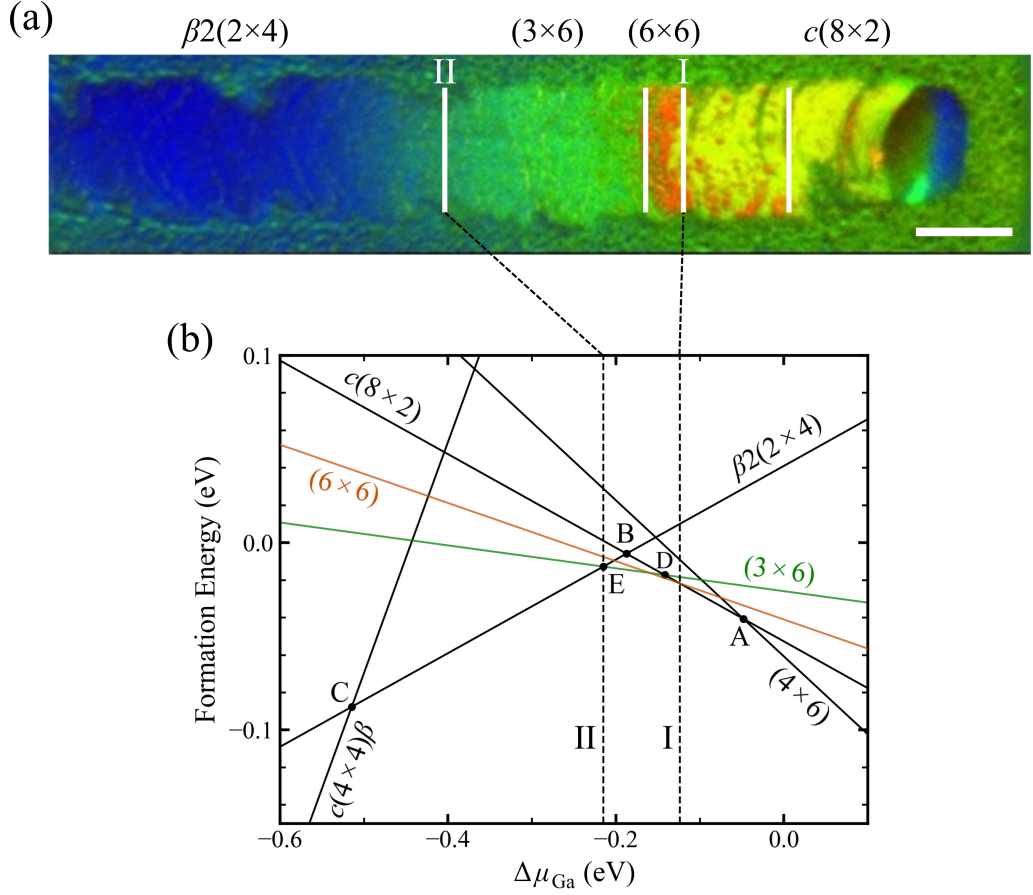 (a)
β2(2×4) (3×6) (6×6) c(8×2)
II I
(b)
0.1
0.0
−0.1
Formation Energy (eV)
c(8×2)
(6×6)
β2(2×4)
(3×6)
(4×6)
c(4×4)β
B
D
E
A
C
II I
−0.6 −0.4 −0.2 0.0
Δμ_Ga (eV)